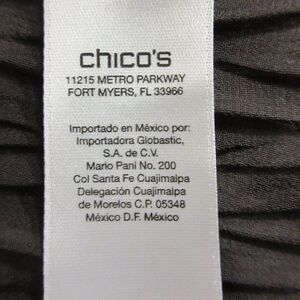 chico's
11215 METRO PARKWAY
FORT MYERS, FL 33966
Importado en México por:
Importadora Globastic,
S.A. de C.V.
Mario Pani No. 200
Col Santa Fe Cuajimalpa
Delegación Cuajimalpa
de Morelos C.P. 05348
México D.F. México